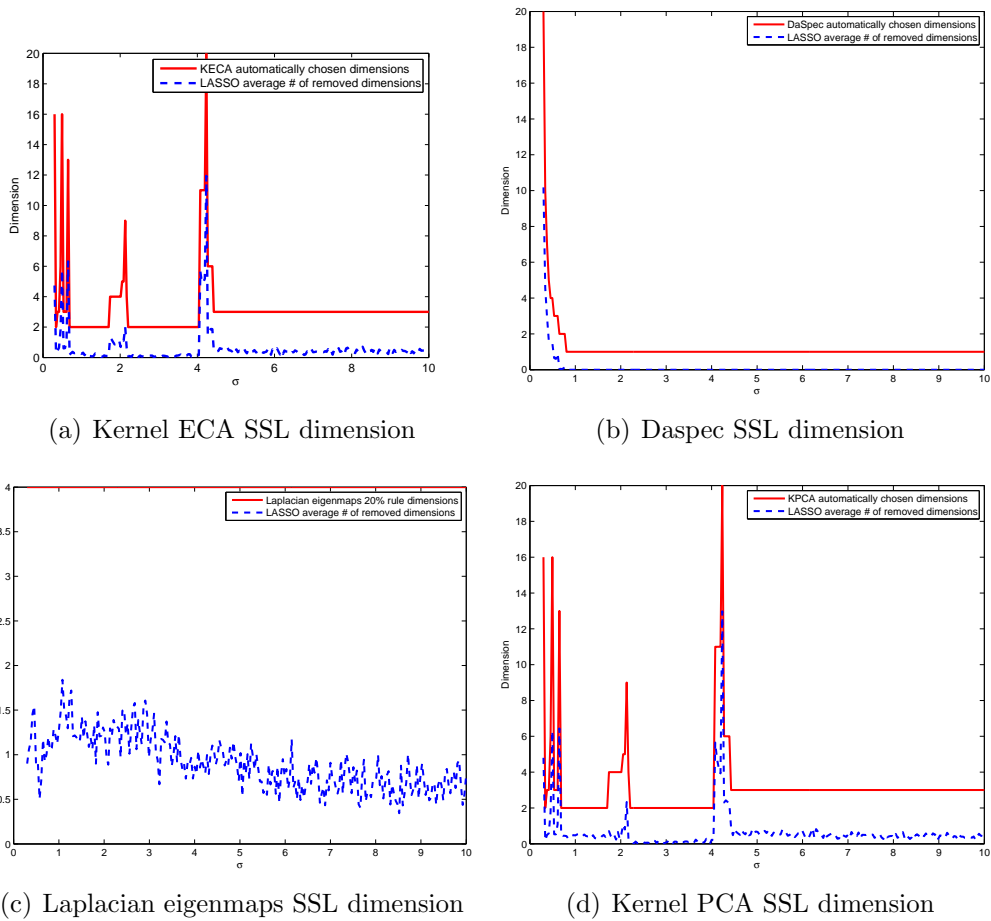 KECA automatically chosen dimensions
LASSO average # of removed dimensions
20
18
16
14
12
10
8
6
4
2
0
Dimension
0 2 4 6 8 10
σ
(a) Kernel ECA SSL dimension
DaSpec automatically chosen dimensions
LASSO average # of removed dimensions
20
18
16
14
12
10
8
6
4
2
0
Dimension
0 1 2 3 4 5 6 7 8 9 10
σ
(b) Daspec SSL dimension
Laplacian eigenmaps 20% rule dimensions
LASSO average # of removed dimensions
4
3.5
3
2.5
2
1.5
1
0.5
0
0 1 2 3 4 5 6 7 8 9 10
σ
(c) Laplacian eigenmaps SSL dimension
KPCA automatically chosen dimensions
LASSO average # of removed dimensions
20
18
16
14
12
10
8
6
4
2
0
Dimension
0 1 2 3 4 5 6 7 8 9 10
σ
(d) Kernel PCA SSL dimension